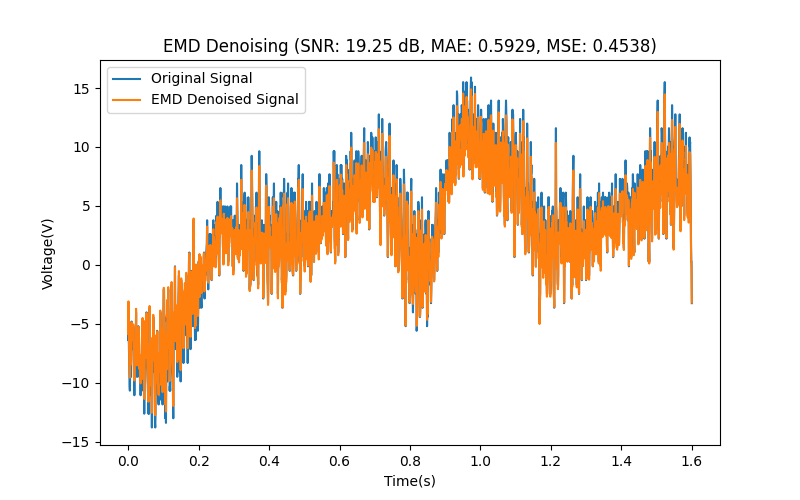 EMD Denoising (SNR: 19.25 dB, MAE: 0.5929, MSE: 0.4538)
Original Signal
EMD Denoised Signal
15
10
5
0
−5
−10
−15
Voltage(V)
0.0 0.2 0.4 0.6 0.8 1.0 1.2 1.4 1.6
Time(s)